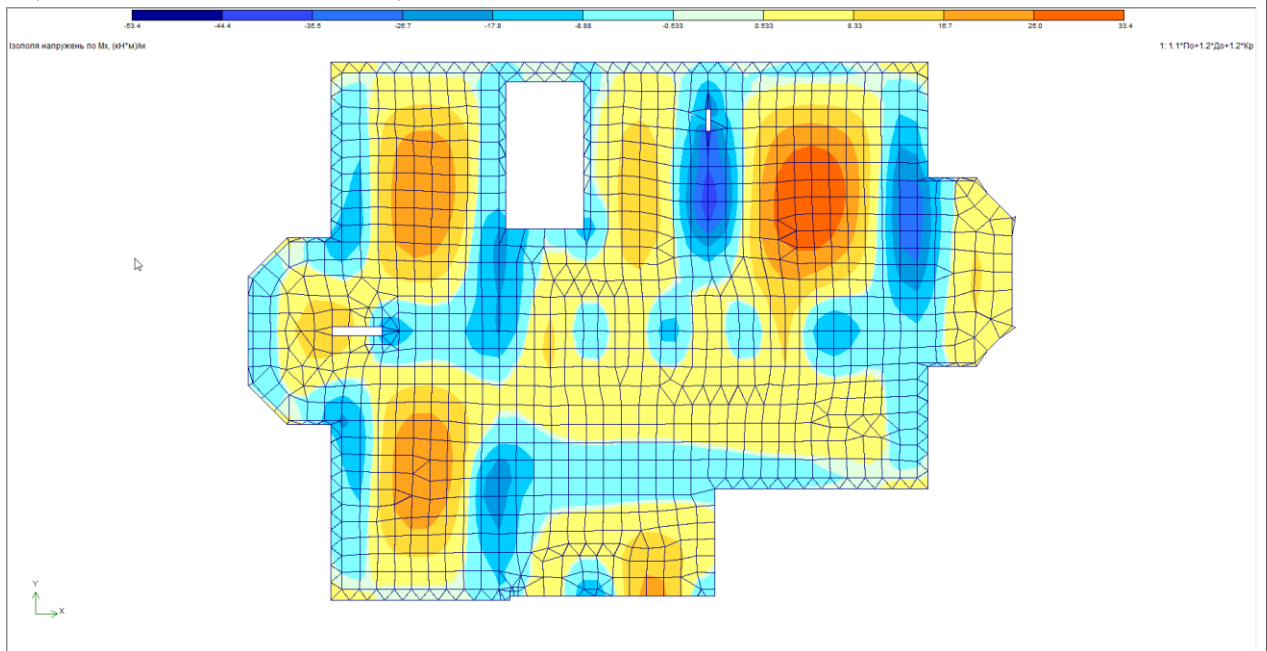 -53.4 -44.4 -35.5 -26.7 -17.8 -8.88 -0.533 0.533 8.33 16.7 25.0 33.4
Ізополя напружень по Mx, (кН*м)/м
1: 1.1*По+1.2*До+1.2*Кр
Y
X